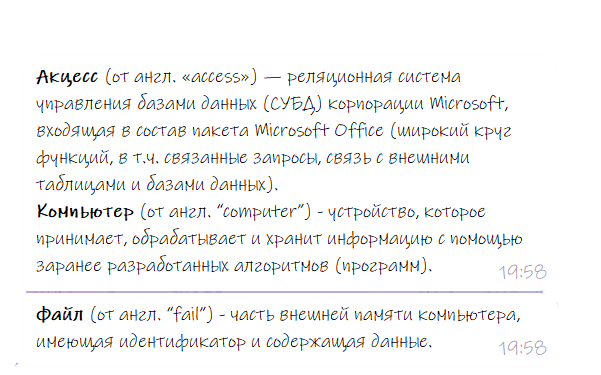 Акцесс (от англ. «access») — реляционная система
управления базами данных (СУБД) корпорации Microsoft,
входящая в состав пакета Microsoft Office (широкий круг
функций, в т.ч. связанные запросы, связь с внешними
таблицами и базами данных).
Компьютер (от англ. “computer”) - устройство, которое
принимает, обрабатывает и хранит информацию с помощью
заранее разработанных алгоритмов (программ).
19:58
Файл (от англ. “fail”) - часть внешней памяти компьютера,
имеющая идентификатор и содержащая данные.
19:58